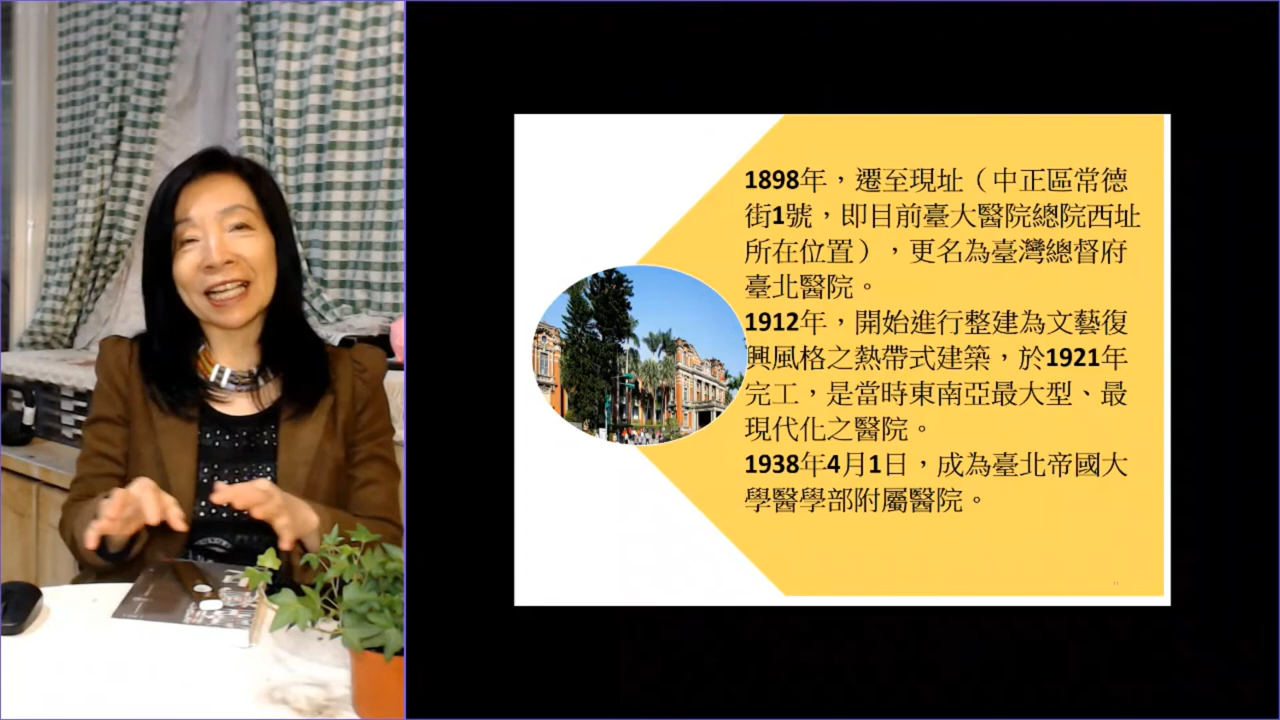 1898年，遷至現址（中正區常德
街1號，即目前臺大醫院總院西址
所在位置），更名為臺灣總督府
臺北醫院。
1912年，開始進行整建為文藝復
興風格之熱帶式建築，於1921年
完工，是當時東南亞最大型、最
現代化之醫院。
1938年4月1日，成為臺北帝國大
學醫學部附屬醫院。